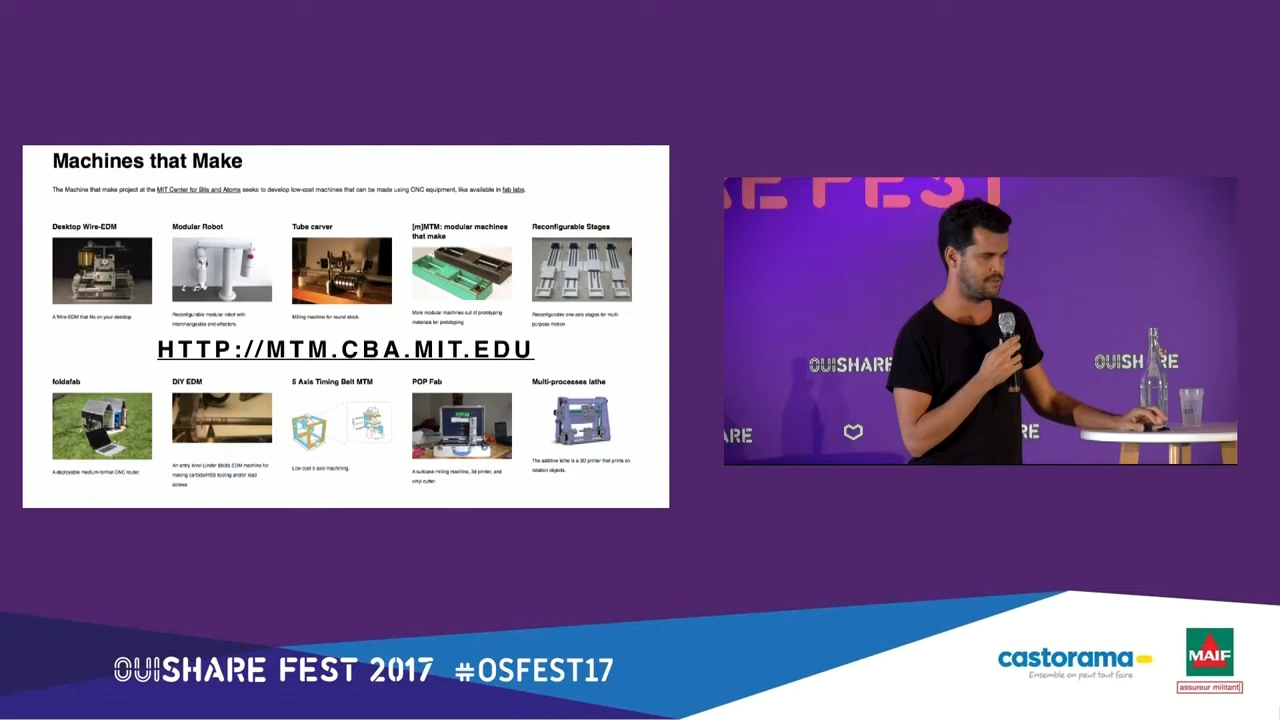 Machines that Make
The Machine that make project at the MIT Center for Bits and Atoms seeks to develop low-cost machines that can be made using CNC equipment, like available in fab labs.
Desktop Wire-EDM
A Wire-EDM that fits on your desktop.
Modular Robot
Reconfigurable modular robot with
interchangeable end-effectors.
Tube carver
Milling machine for round stock
[m]MTM: modular machines
that make
More modular machines out of prototyping
materials for prototyping
Reconfigurable Stages
Reconfigurable one-axis stages for multi-
purpose motion.
HTTP://MTM.CBA.MIT.EDU
foldafab
A deployable medium-format CNC router.
DIY EDM
An entry level (under $500) EDM machine for
making carbide/HSS tooling and/or lead
screws
5 Axis Timing Belt MTM
Low cost 5 axis machining.
POP Fab
A suitcase milling machine, 3d printer, and
vinyl cutter.
Multi-processes lathe
The additive lathe is a 3D printer that prints on
rotation objects.
RE FEST
OUISHARE
OUISHARE
ARE
RE
OUISHARE FEST 2017 #OSFEST17
castorama
Ensemble on peut tout faire
MAIF
assureur militant